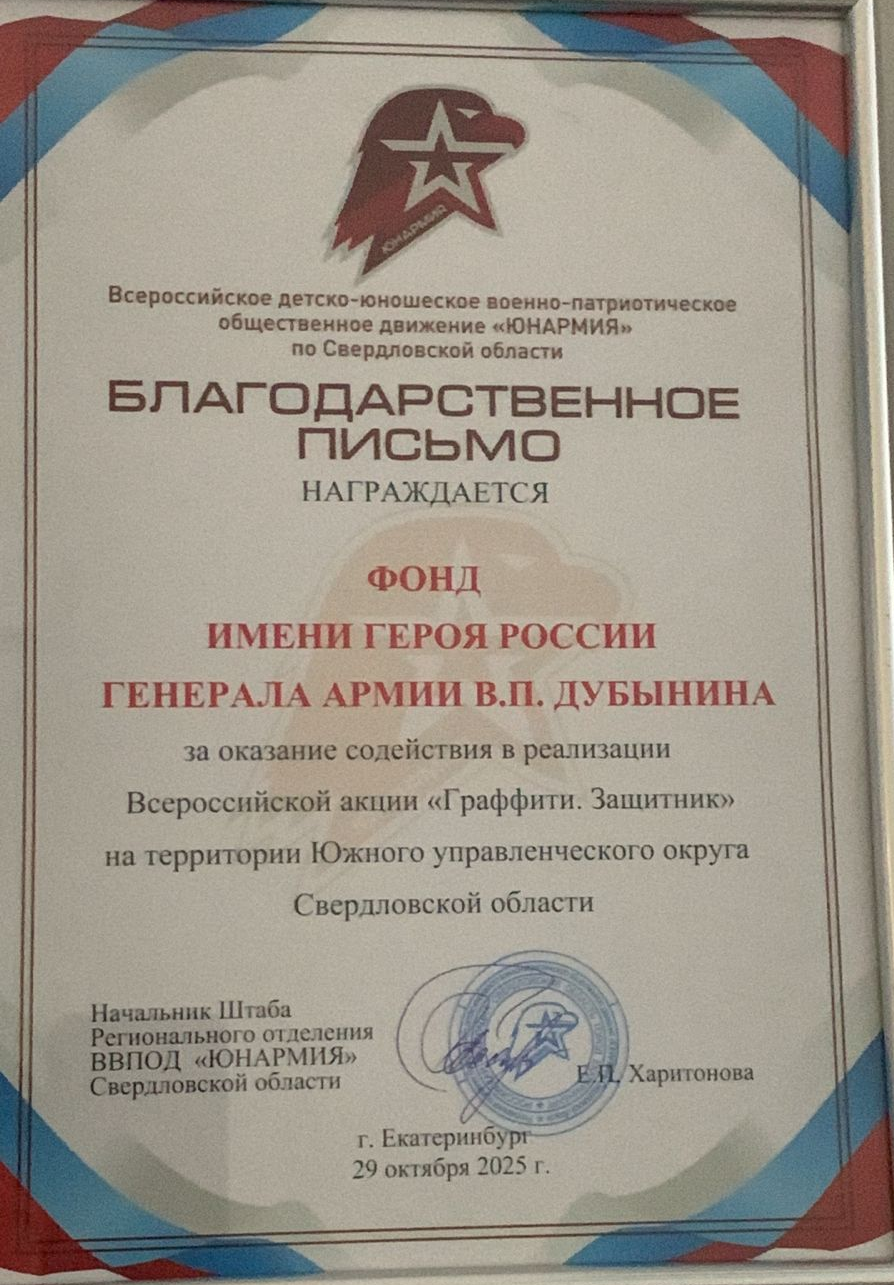 ЮНАРМИЯ
Всероссийское детско-юношеское военно-патриотическое
общественное движение «ЮНАРМИЯ»
по Свердловской области
БЛАГОДАРСТВЕННОЕ
ПИСЬМО
НАГРАЖДАЕТСЯ
ФОНД
ИМЕНИ ГЕРОЯ РОССИИ
ГЕНЕРАЛА АРМИИ В.П. ДУБЫНИНА
за оказание содействия в реализации
Всероссийской акции «Граффити. Защитник»
на территории Южного управленческого округа
Свердловской области
Начальник Штаба
Регионального отделения
ВВПОД «ЮНАРМИЯ»
Свердловской области
Е.П. Харитонова
г. Екатеринбург
29 октября 2025 г.